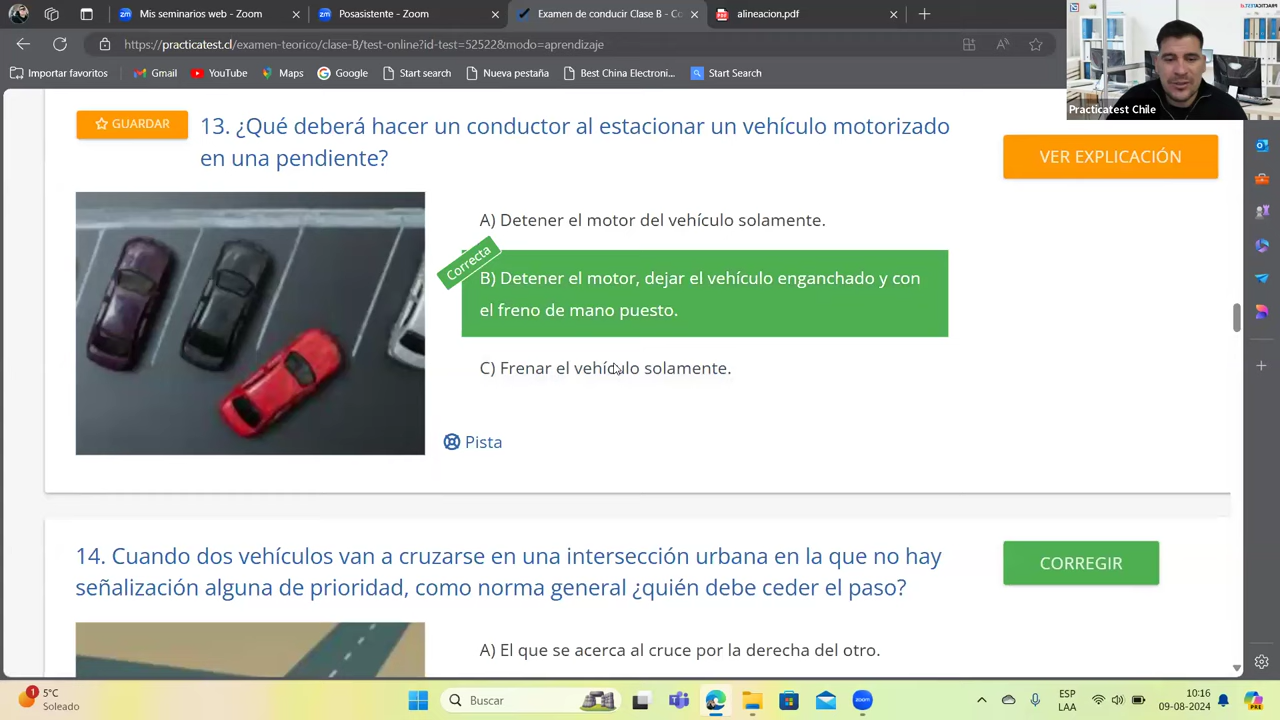 Mis seminarios web - Zoom
Posasistente - Zoom
Examen de conducir Clase B - Co
alineacion.pdf
https://practicatest.cl/examen-teorico/clase-B/test-online?id-test=52522&modo=aprendizaje
Importar favoritos
Gmail
YouTube
Maps
Google
Start search
Nueva pestaña
Best China Electroni...
Start Search
Practicatest Chile
GUARDAR
13. ¿Qué deberá hacer un conductor al estacionar un vehículo motorizado
en una pendiente?
VER EXPLICACIÓN
A) Detener el motor del vehículo solamente.
Correcta
B) Detener el motor, dejar el vehículo enganchado y con
el freno de mano puesto.
C) Frenar el vehículo solamente.
Pista
14. Cuando dos vehículos van a cruzarse en una intersección urbana en la que no hay
señalización alguna de prioridad, como norma general ¿quién debe ceder el paso?
CORREGIR
A) El que se acerca al cruce por la derecha del otro.
1
5°C
Soleado
Buscar
zoom
ESP
LAA
10:16
09-08-2024
PRE